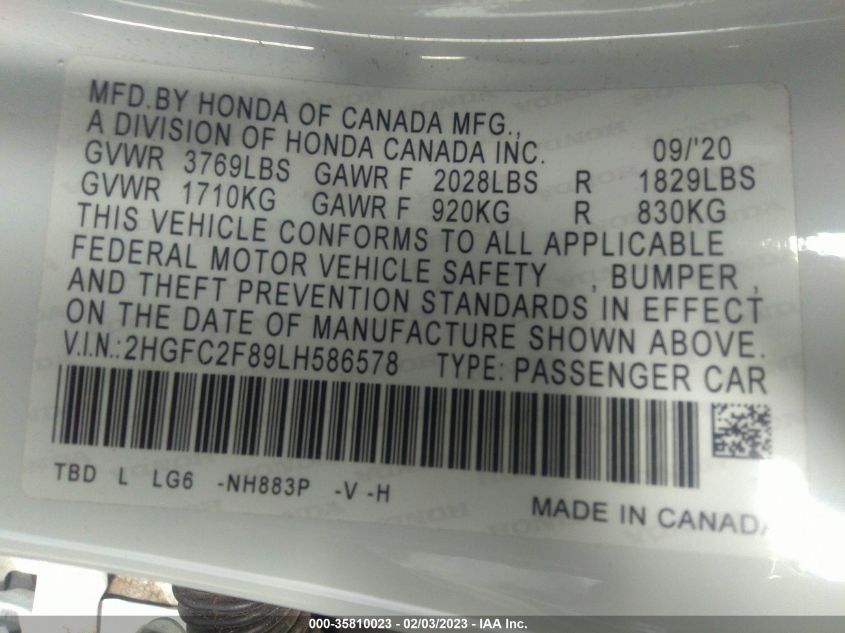 MFD.BY HONDA OF CANADA MFG.,
A DIVISION OF HONDA CANADA INC. 09/'20
GVWR 3769LBS GAWR F 2028LBS R 1829LBS
GVWR 1710KG GAWR F 920KG R 830KG
THIS VEHICLE CONFORMS TO ALL APPLICABLE
FEDERAL MOTOR VEHICLE SAFETY , BUMPER ,
AND THEFT PREVENTION STANDARDS IN EFFECT
ON THE DATE OF MANUFACTURE SHOWN ABOVE.
V.I.N.:2HGFC2F89LH586578 TYPE: PASSENGER CAR
TBD L LG6 -NH883P -V -H
MADE IN CANADA
000-35810023 - 02/03/2023 - IAA Inc.